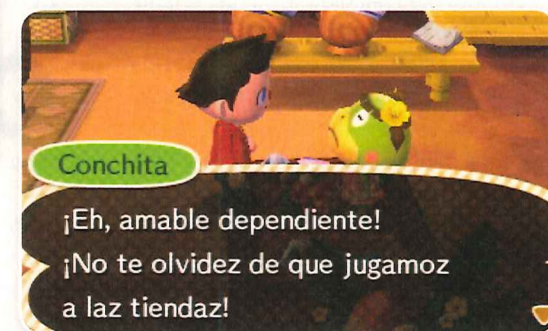 Conchita
¡Eh, amable dependiente!
¡No te olvidez de que jugamoz
a laz tiendaz!